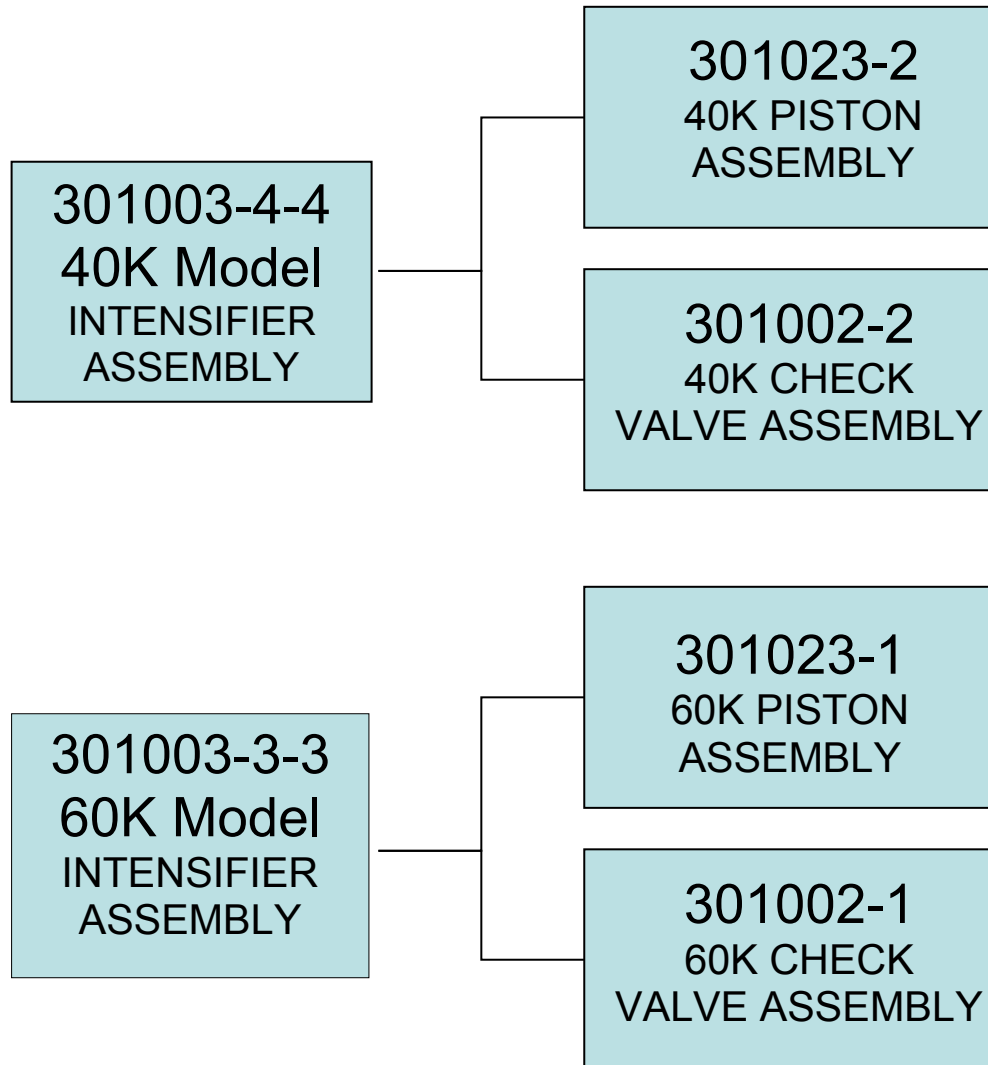 301003-4-4
40K Model
INTENSIFIER
ASSEMBLY
301023-2
40K PISTON
ASSEMBLY
301002-2
40K CHECK
VALVE ASSEMBLY
301003-3-3
60K Model
INTENSIFIER
ASSEMBLY
301023-1
60K PISTON
ASSEMBLY
301002-1
60K CHECK
VALVE ASSEMBLY